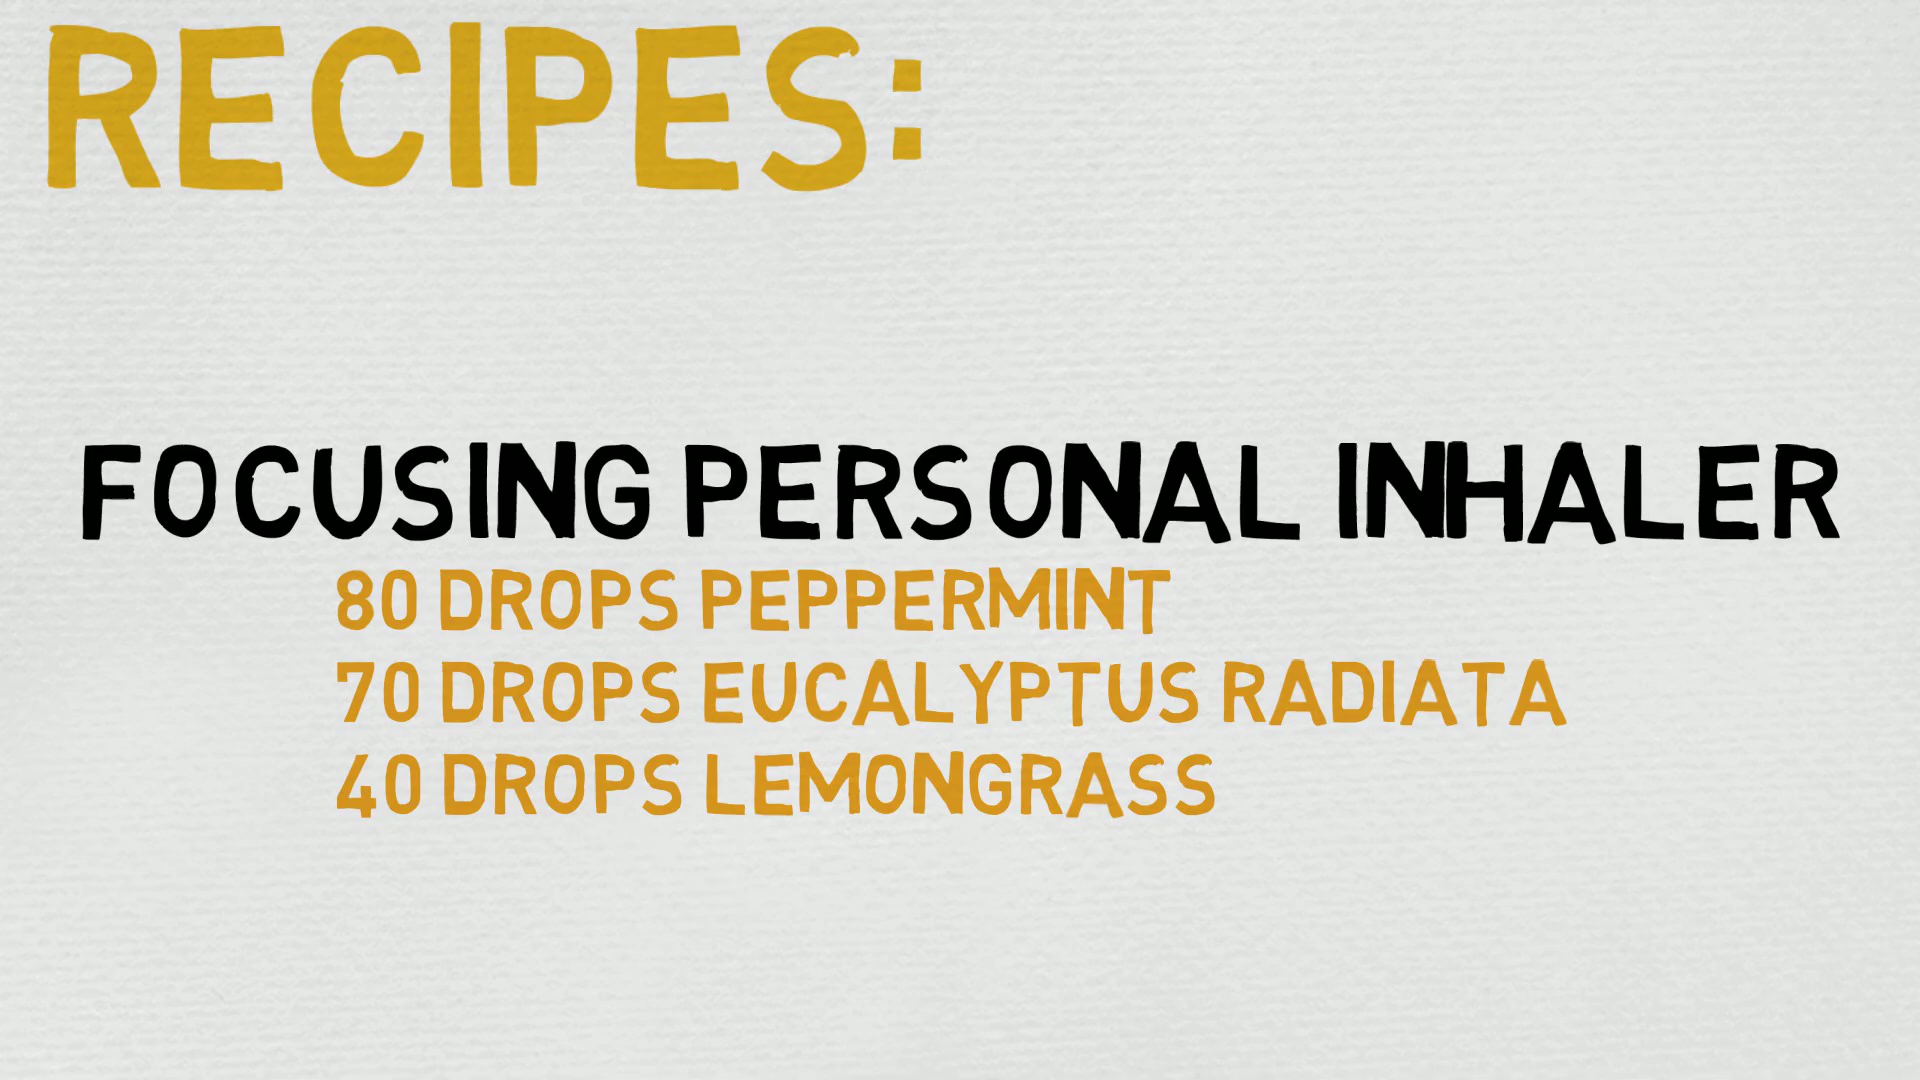 RECIPES:
FOCUSING PERSONAL INHALER
80 DROPS PEPPERMINT
70 DROPS EUCALYPTUS RADIATA
40 DROPS LEMONGRASS